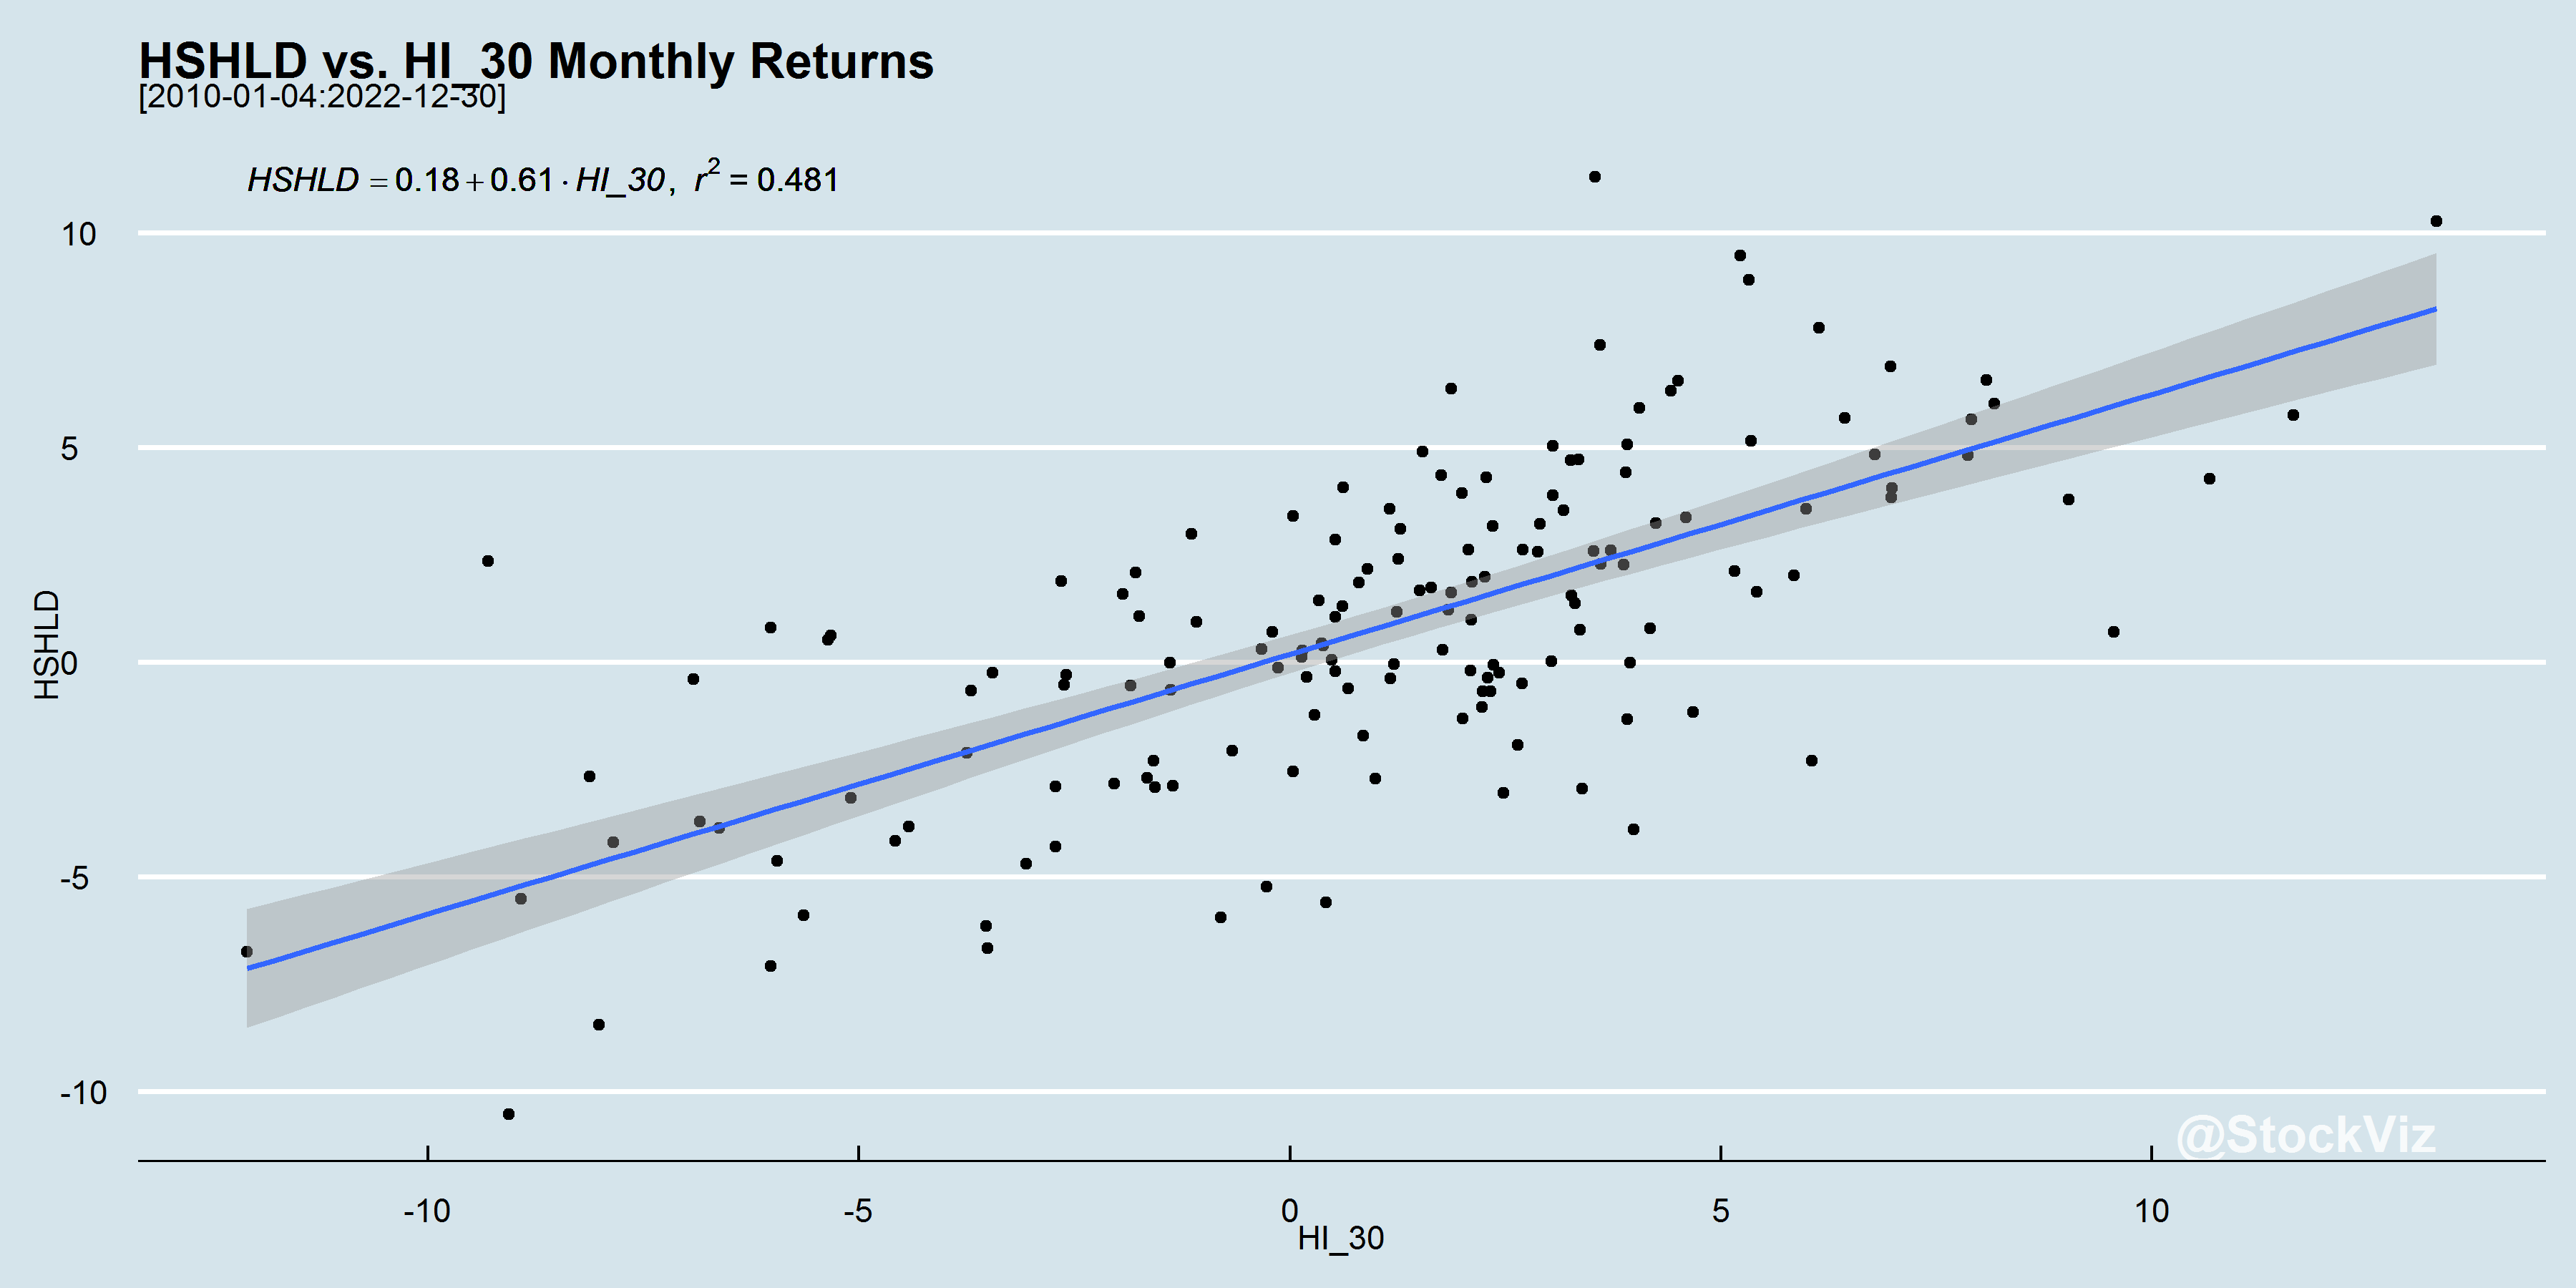 HSHLD vs. HI_30 Monthly Returns
[2010-01-04:2022-12-30]
HSHLD = 0.18 + 0.61 · HI_30, r² = 0.481
10
5
0
-5
-10
HSHLD
@StockViz
-10 -5 0 5 10
HI_30